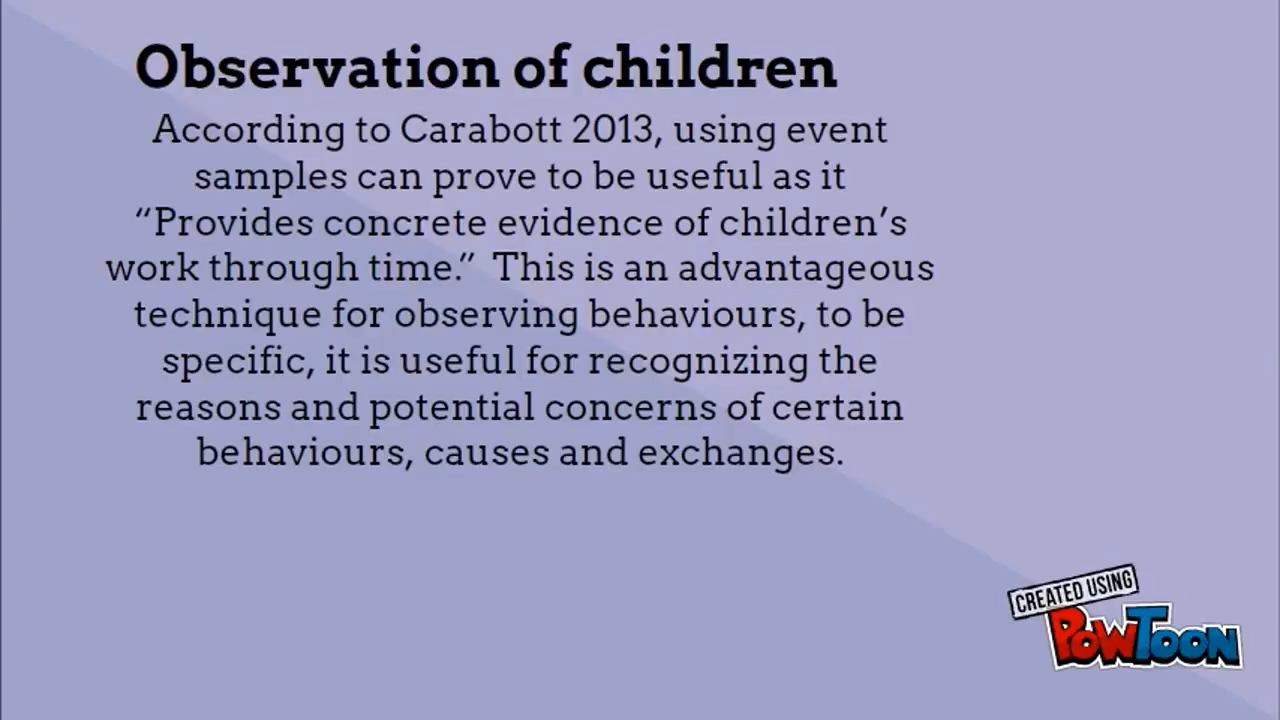 Observation of children
According to Carabott 2013, using event
samples can prove to be useful as it
“Provides concrete evidence of children’s
work through time.” This is an advantageous
technique for observing behaviours, to be
specific, it is useful for recognizing the
reasons and potential concerns of certain
behaviours, causes and exchanges.
CREATED USING
POWTOON